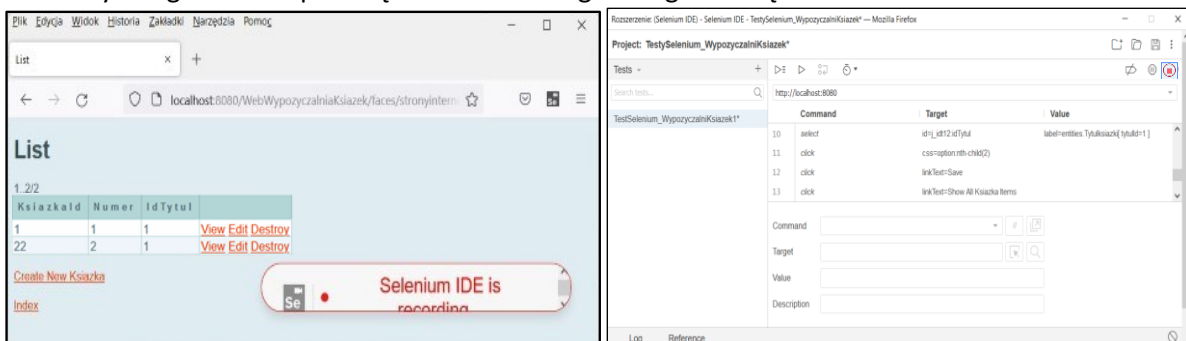 Plik Edycja Widok Historia Zakładki Narzędzia Pomoc
List
localhost:8080/WebWypozyczalniaKsiazek/faces/stronyintern
List
1..2/2
KsiazkaId Numer IdTytul
1 1 1 View Edit Destroy
22 2 1 View Edit Destroy
Create New Ksiazka
Index
Se
Selenium IDE is
recording
Rozszerzenie: (Selenium IDE) - Selenium IDE - TestySelenium_WypozyczalniKsiazek* — Mozilla Firefox
Project: TestySelenium_WypozyczalniKsiazek*
Tests
Search tests...
http://localhost:8080
TestSelenium_WypozyczalniKsiazek1*
Command Target Value
10 select id=j_idt12:idTytul label=entities.Tytulksiazki[ tytulId=1 ]
11 click css=option:nth-child(2)
12 click linkText=Save
13 click linkText=Show All Ksiazka Items
Command
Target
Value
Description
Log Reference